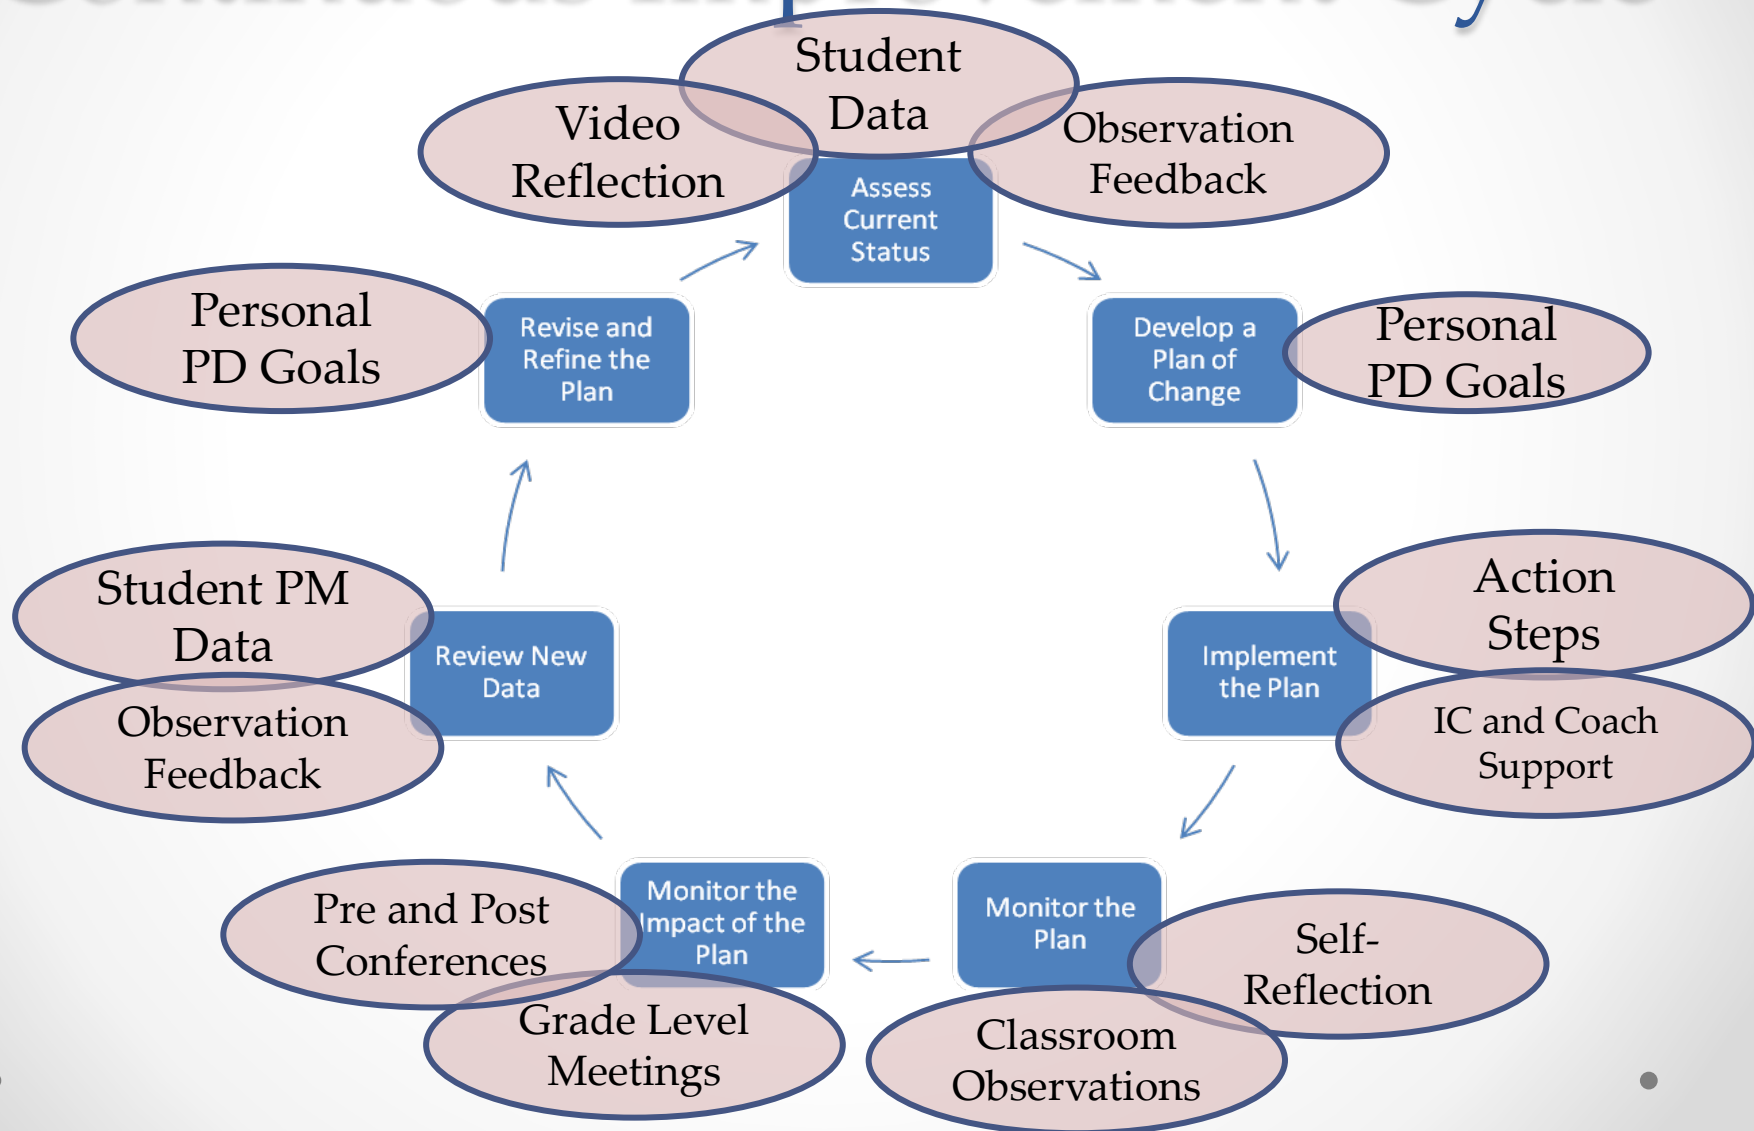 Continuous Improvement Cycle
Student
Data
Video
Reflection
Observation
Feedback
Assess
Current
Status
Personal
PD Goals
Revise and
Refine the
Plan
Develop a
Plan of
Change
Personal
PD Goals
Student PM
Data
Observation
Feedback
Review New
Data
Implement
the Plan
Action
Steps
IC and Coach
Support
Pre and Post
Conferences
Grade Level
Meetings
Monitor the
Impact of the
Plan
Monitor the
Plan
Self-
Reflection
Classroom
Observations